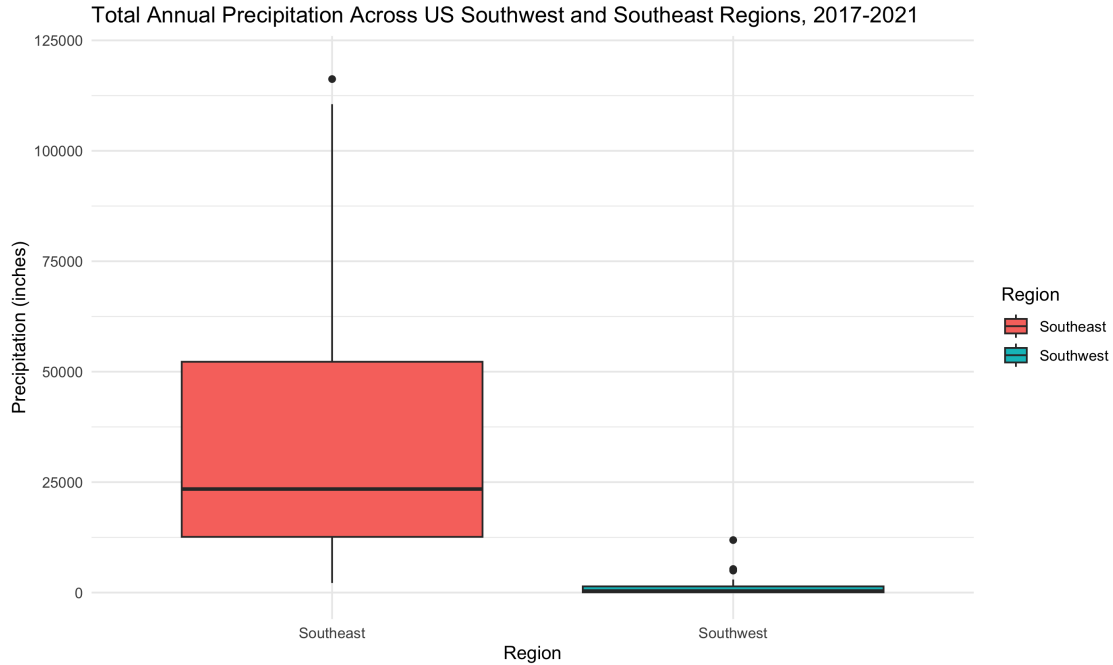 Total Annual Precipitation Across US Southwest and Southeast Regions, 2017-2021
Precipitation (inches)
125000
100000
75000
50000
25000
0
Southeast
Southwest
Region
Region
Southeast
Southwest